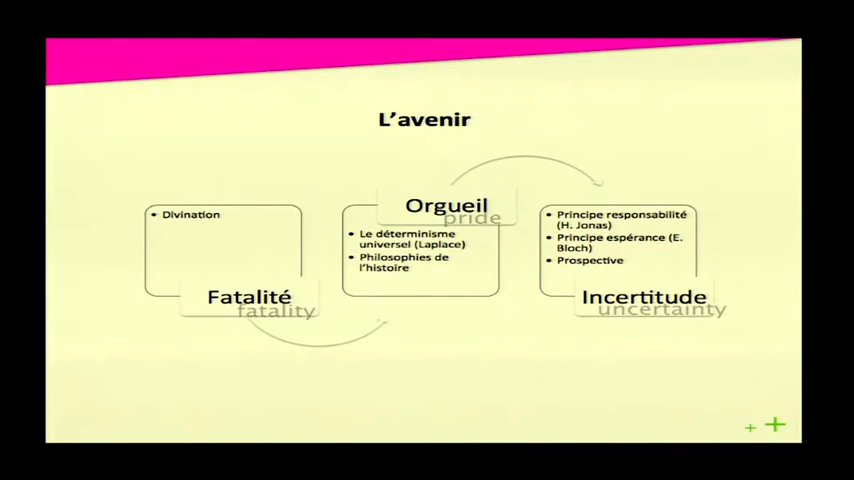 L'avenir
• Divination
Fatalité
fatality
Orgueil
pride
• Le déterminisme
universel (Laplace)
• Philosophies de
l'histoire
• Principe responsabilité
(H. Jonas)
• Principe espérance (E.
Bloch)
• Prospective
Incertitude
uncertainty